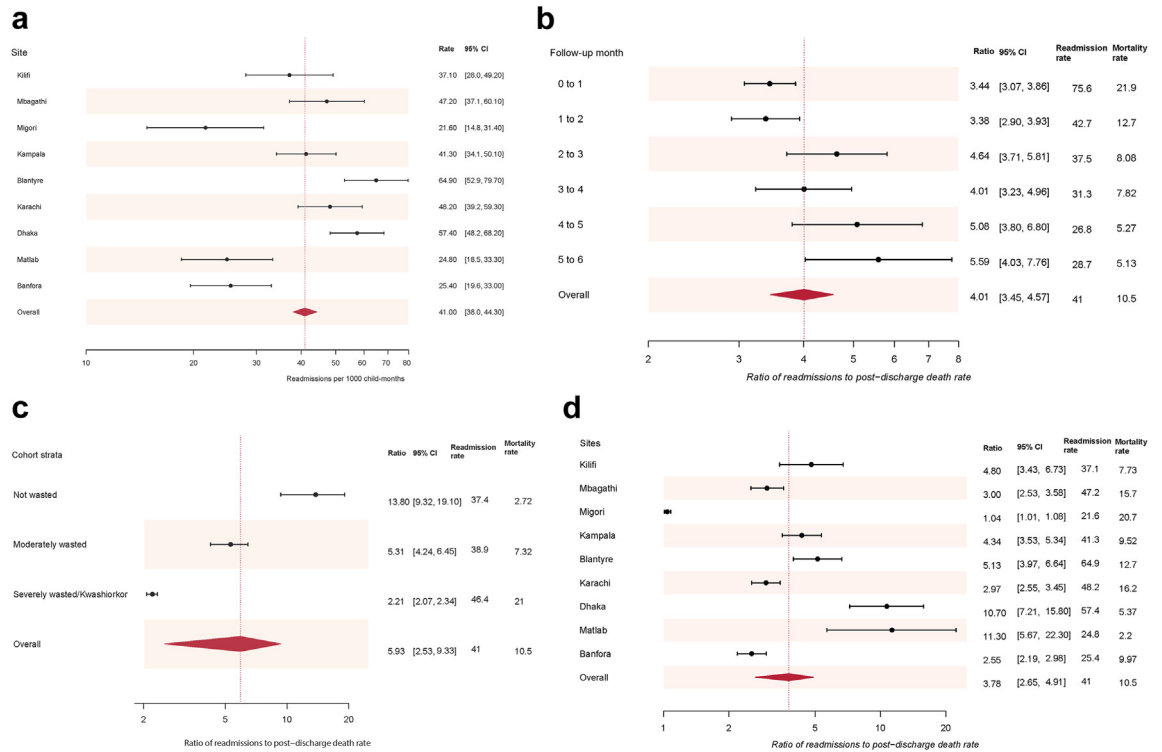 a
Site Rate 95% CI
Kilifi 37.10 [28.0, 49.20]
Mbagathi 47.20 [37.1, 60.10]
Migori 21.60 [14.8, 31.40]
Kampala 41.30 [34.1, 50.10]
Blantyre 64.90 [52.9, 79.70]
Karachi 48.20 [39.2, 59.30]
Dhaka 57.40 [48.2, 68.20]
Matlab 24.80 [18.5, 33.30]
Banfora 25.40 [19.6, 33.00]
Overall 41.00 [38.0, 44.30]
10 20 30 40 50 60 70 80
Readmissions per 1000 child-months
b
Follow-up month Ratio 95% CI Readmission rate Mortality rate
0 to 1 3.44 [3.07, 3.86] 75.6 21.9
1 to 2 3.38 [2.90, 3.93] 42.7 12.7
2 to 3 4.64 [3.71, 5.81] 37.5 8.08
3 to 4 4.01 [3.23, 4.96] 31.3 7.82
4 to 5 5.08 [3.80, 6.80] 26.8 5.27
5 to 6 5.59 [4.03, 7.76] 28.7 5.13
Overall 4.01 [3.45, 4.57] 41 10.5
2 3 4 5 6 7 8
Ratio of readmissions to post−discharge death rate
c
Cohort strata Ratio 95% CI Readmission rate Mortality rate
Not wasted 13.80 [9.32, 19.10] 37.4 2.72
Moderately wasted 5.31 [4.24, 6.45] 38.9 7.32
Severely wasted/Kwashiorkor 2.21 [2.07, 2.34] 46.4 21
Overall 5.93 [2.53, 9.33] 41 10.5
2 5 10 20
Ratio of readmissions to post−discharge death rate
d
Sites Ratio 95% CI Readmission rate Mortality rate
Kilifi 4.80 [3.43, 6.73] 37.1 7.73
Mbagathi 3.00 [2.53, 3.58] 47.2 15.7
Migori 1.04 [1.01, 1.08] 21.6 20.7
Kampala 4.34 [3.53, 5.34] 41.3 9.52
Blantyre 5.13 [3.97, 6.64] 64.9 12.7
Karachi 2.97 [2.55, 3.45] 48.2 16.2
Dhaka 10.70 [7.21, 15.80] 57.4 5.37
Matlab 11.30 [5.67, 22.30] 24.8 2.2
Banfora 2.55 [2.19, 2.98] 25.4 9.97
Overall 3.78 [2.65, 4.91] 41 10.5
1 2 5 10 20
Ratio of readmissions to post−discharge death rate